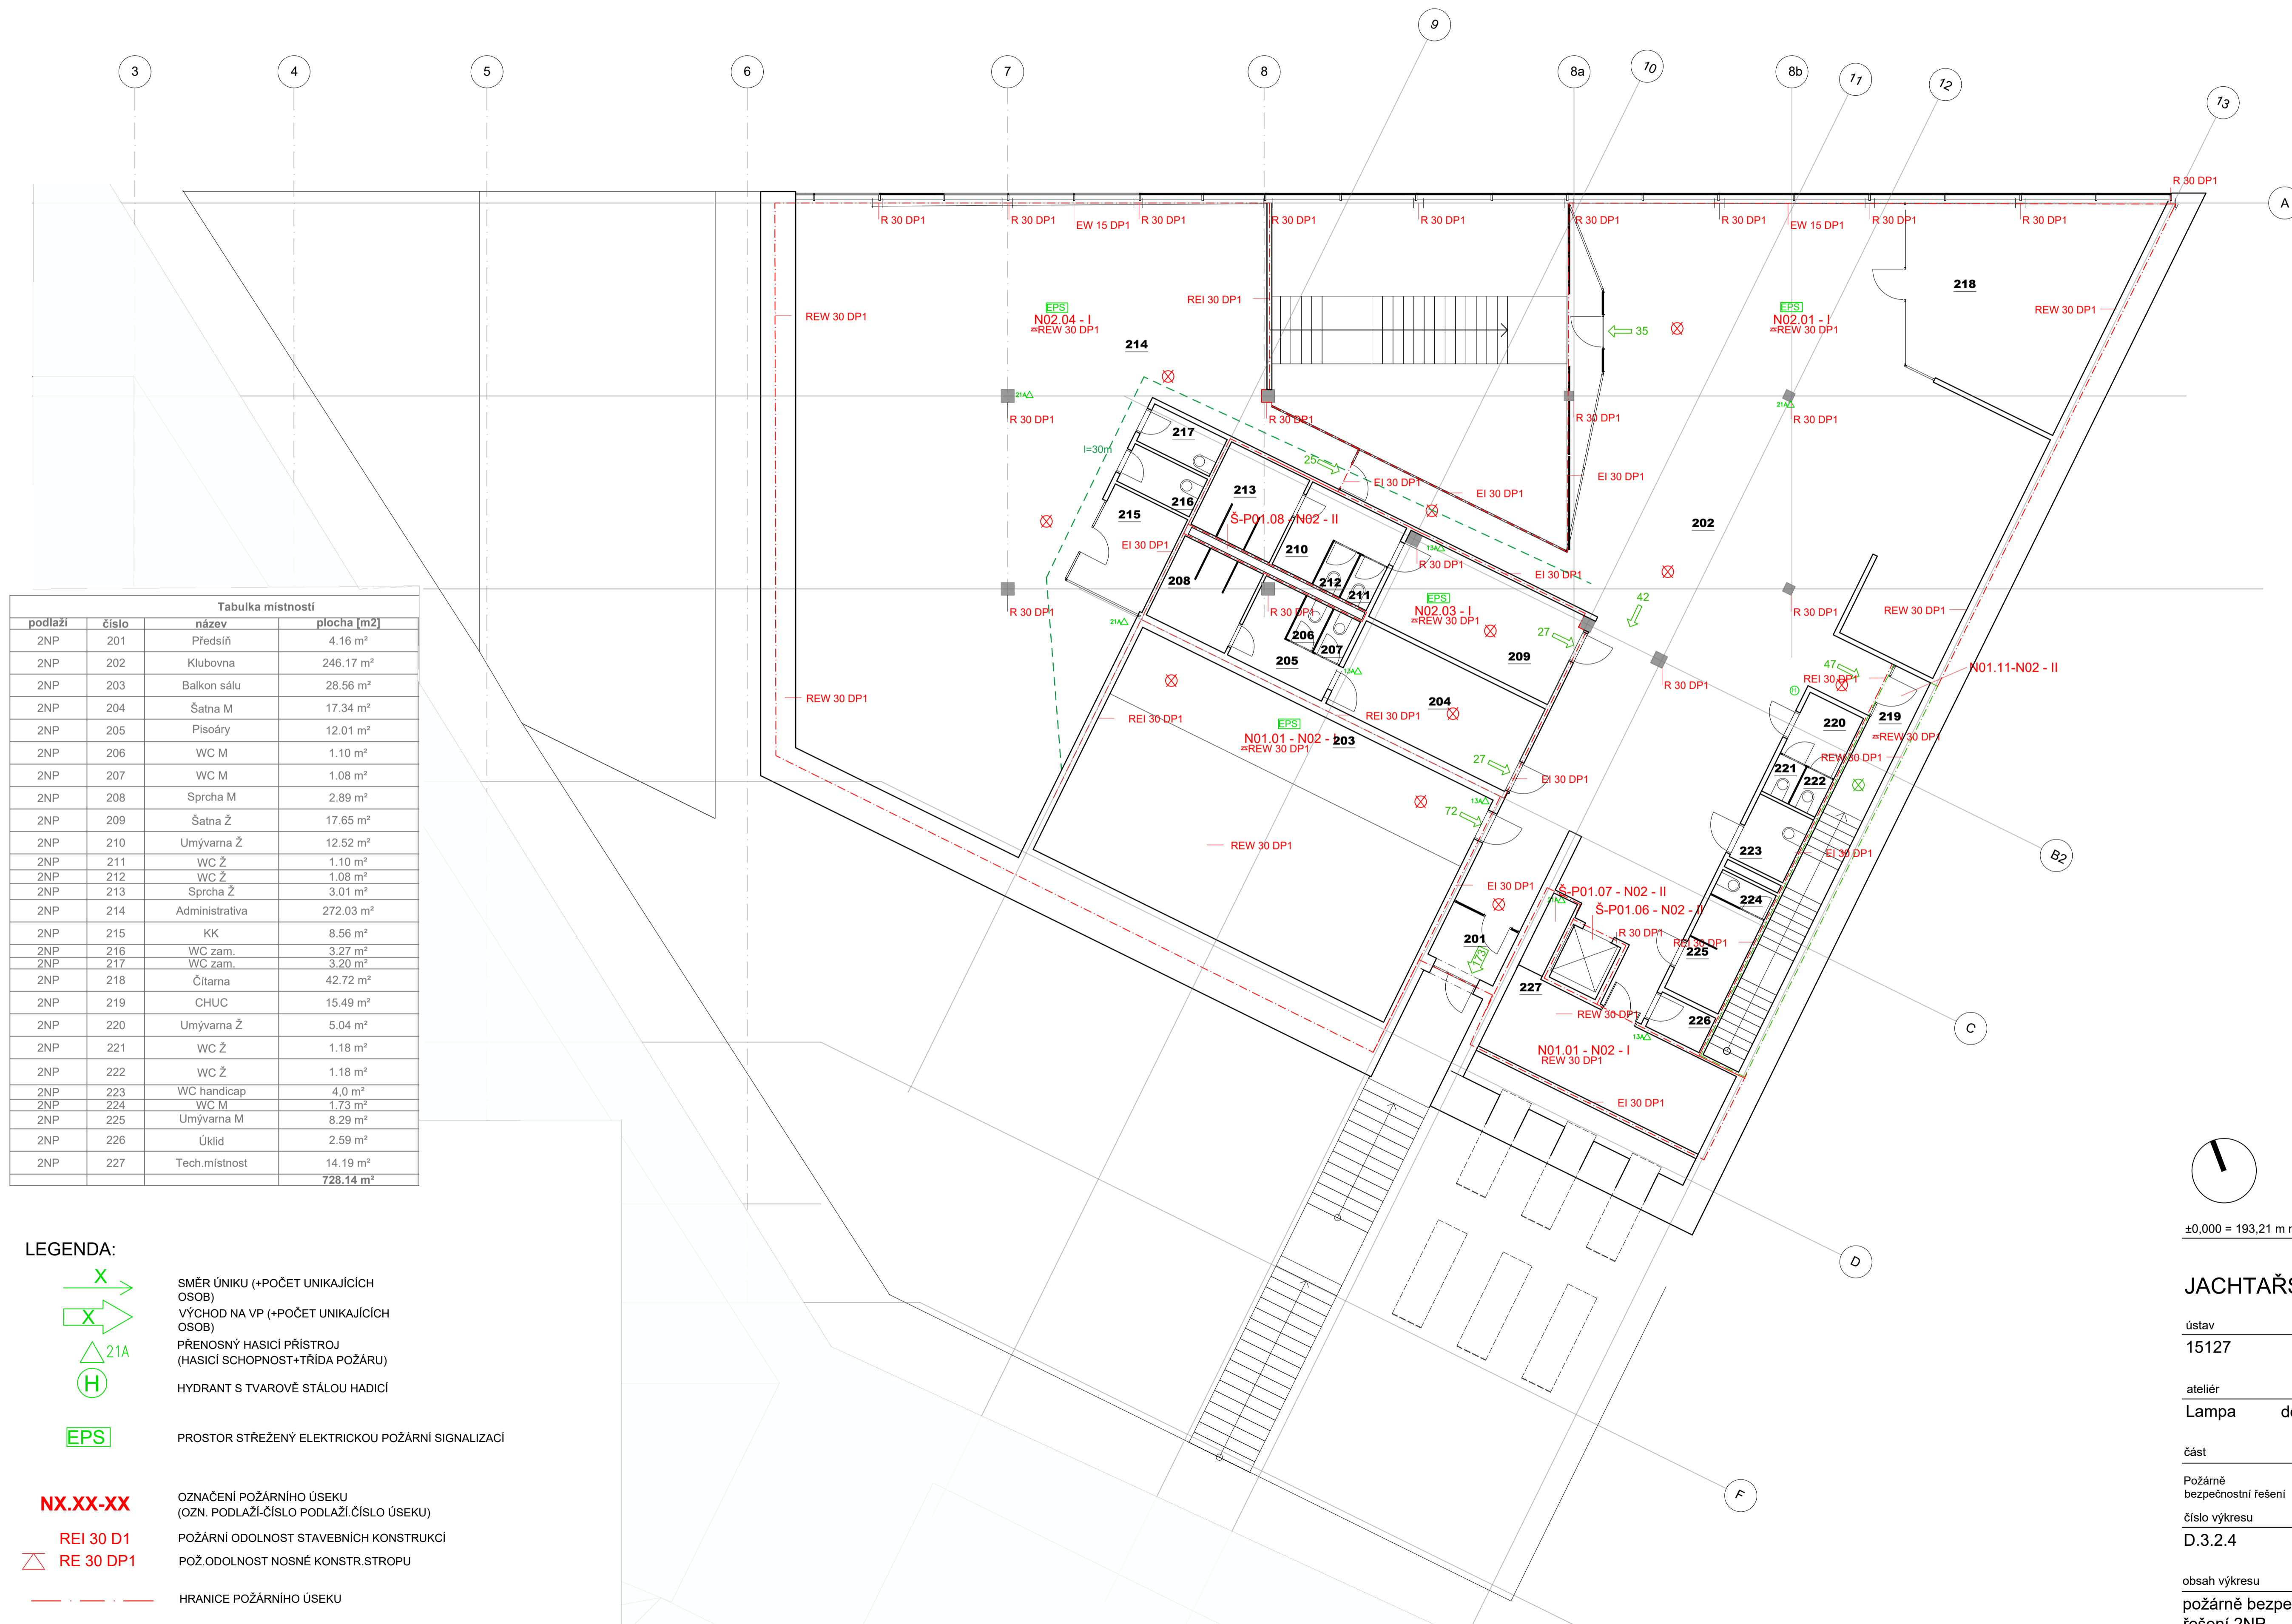 9
10
11
12
13
3
4
5
6
7
8
8a
8b
A
R 30 DP1
R 30 DP1
R 30 DP1
EW 15 DP1
R 30 DP1
R 30 DP1
R 30 DP1
R 30 DP1
R 30 DP1
EW 15 DP1
R 30 DP1
R 30 DP1
218
REW 30 DP1
REI 30 DP1
EPS
N02.04 - I
REW 30 DP1
214
35
EPS
N02.01 - I
REW 30 DP1
REW 30 DP1
21A
R 30 DP1
R 30 DP1
R 30 DP1
21A
R 30 DP1
217
l=30m
25
EI 30 DP1
EI 30 DP1
EI 30 DP1
213
216
215
Š-P01.08 - N02 - II
202
EI 30 DP1
210
13A
R 30 DP1
EI 30 DP1
208
212
211
EPS
N02.03 - I
REW 30 DP1
42
R 30 DP1
R 30 DP1
R 30 DP1
REW 30 DP1
21A
206
207
27
209
205
13A
47
REI 30 DP1
N01.11-N02 - II
R 30 DP1
REW 30 DP1
204
H
REI 30 DP1
REI 30 DP1
EPS
N01.01 - N02 - I
203
REW 30 DP1
220
219
REW 30 DP1
REW 30 DP1
27
EI 30 DP1
221
222
13A
72
REW 30 DP1
223
EI 30 DP1
B2
EI 30 DP1
Š-P01.07 - N02 - II
21A
Š-P01.06 - N02 - II
224
R 30 DP1
201
REI 30 DP1
225
173
227
REW 30 DP1
226
13A
C
N01.01 - N02 - I
REW 30 DP1
EI 30 DP1
D
F
Tabulka místností
podlaží číslo název plocha [m2]
2NP 201 Předsíň 4.16 m²
2NP 202 Klubovna 246.17 m²
2NP 203 Balkon sálu 28.56 m²
2NP 204 Šatna M 17.34 m²
2NP 205 Pisoáry 12.01 m²
2NP 206 WC M 1.10 m²
2NP 207 WC M 1.08 m²
2NP 208 Sprcha M 2.89 m²
2NP 209 Šatna Ž 17.65 m²
2NP 210 Umývarna Ž 12.52 m²
2NP 211 WC Ž 1.10 m²
2NP 212 WC Ž 1.08 m²
2NP 213 Sprcha Ž 3.01 m²
2NP 214 Administrativa 272.03 m²
2NP 215 KK 8.56 m²
2NP 216 WC zam. 3.27 m²
2NP 217 WC zam. 3.20 m²
2NP 218 Čítarna 42.72 m²
2NP 219 CHUC 15.49 m²
2NP 220 Umývarna Ž 5.04 m²
2NP 221 WC Ž 1.18 m²
2NP 222 WC Ž 1.18 m²
2NP 223 WC handicap 4,0 m²
2NP 224 WC M 1.73 m²
2NP 225 Umývarna M 8.29 m²
2NP 226 Úklid 2.59 m²
2NP 227 Tech.místnost 14.19 m²
728.14 m²
LEGENDA:
X
SMĚR ÚNIKU (+POČET UNIKAJÍCÍCH
OSOB)
X
VÝCHOD NA VP (+POČET UNIKAJÍCÍCH
OSOB)
21A
PŘENOSNÝ HASICÍ PŘÍSTROJ
(HASICÍ SCHOPNOST+TŘÍDA POŽÁRU)
H
HYDRANT S TVAROVĚ STÁLOU HADICÍ
EPS
PROSTOR STŘEŽENÝ ELEKTRICKOU POŽÁRNÍ SIGNALIZACÍ
NX.XX-XX
OZNAČENÍ POŽÁRNÍHO ÚSEKU
(OZN. PODLAŽÍ-ČÍSLO PODLAŽÍ.ČÍSLO ÚSEKU)
REI 30 D1
POŽÁRNÍ ODOLNOST STAVEBNÍCH KONSTRUKCÍ
RE 30 DP1
POŽ.ODOLNOST NOSNÉ KONSTR.STROPU
HRANICE POŽÁRNÍHO ÚSEKU
±0,000 = 193,21 m
JACHTAŘS
ústav
15127
ateliér
Lampa
část
Požárně
bezpečnostní řešení
číslo výkresu
D.3.2.4
obsah výkresu
požárně bezpe
řešení 2NP